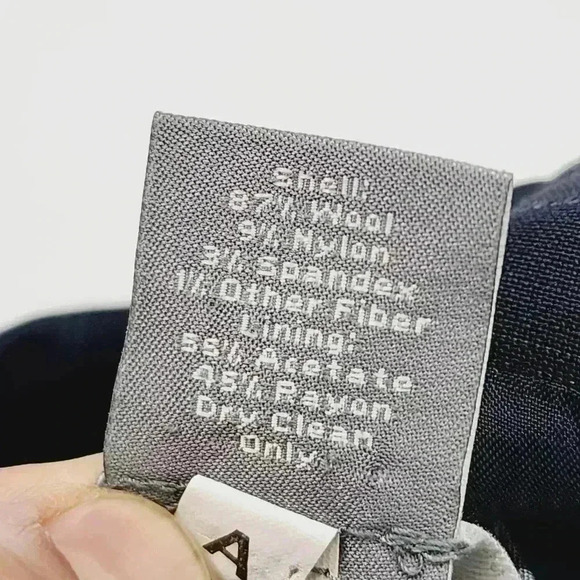 Shell:
87% Wool
9% Nylon
3% Spandex
1% Other Fiber
Lining:
55% Acetate
45% Rayon
Dry Clean
Only
A